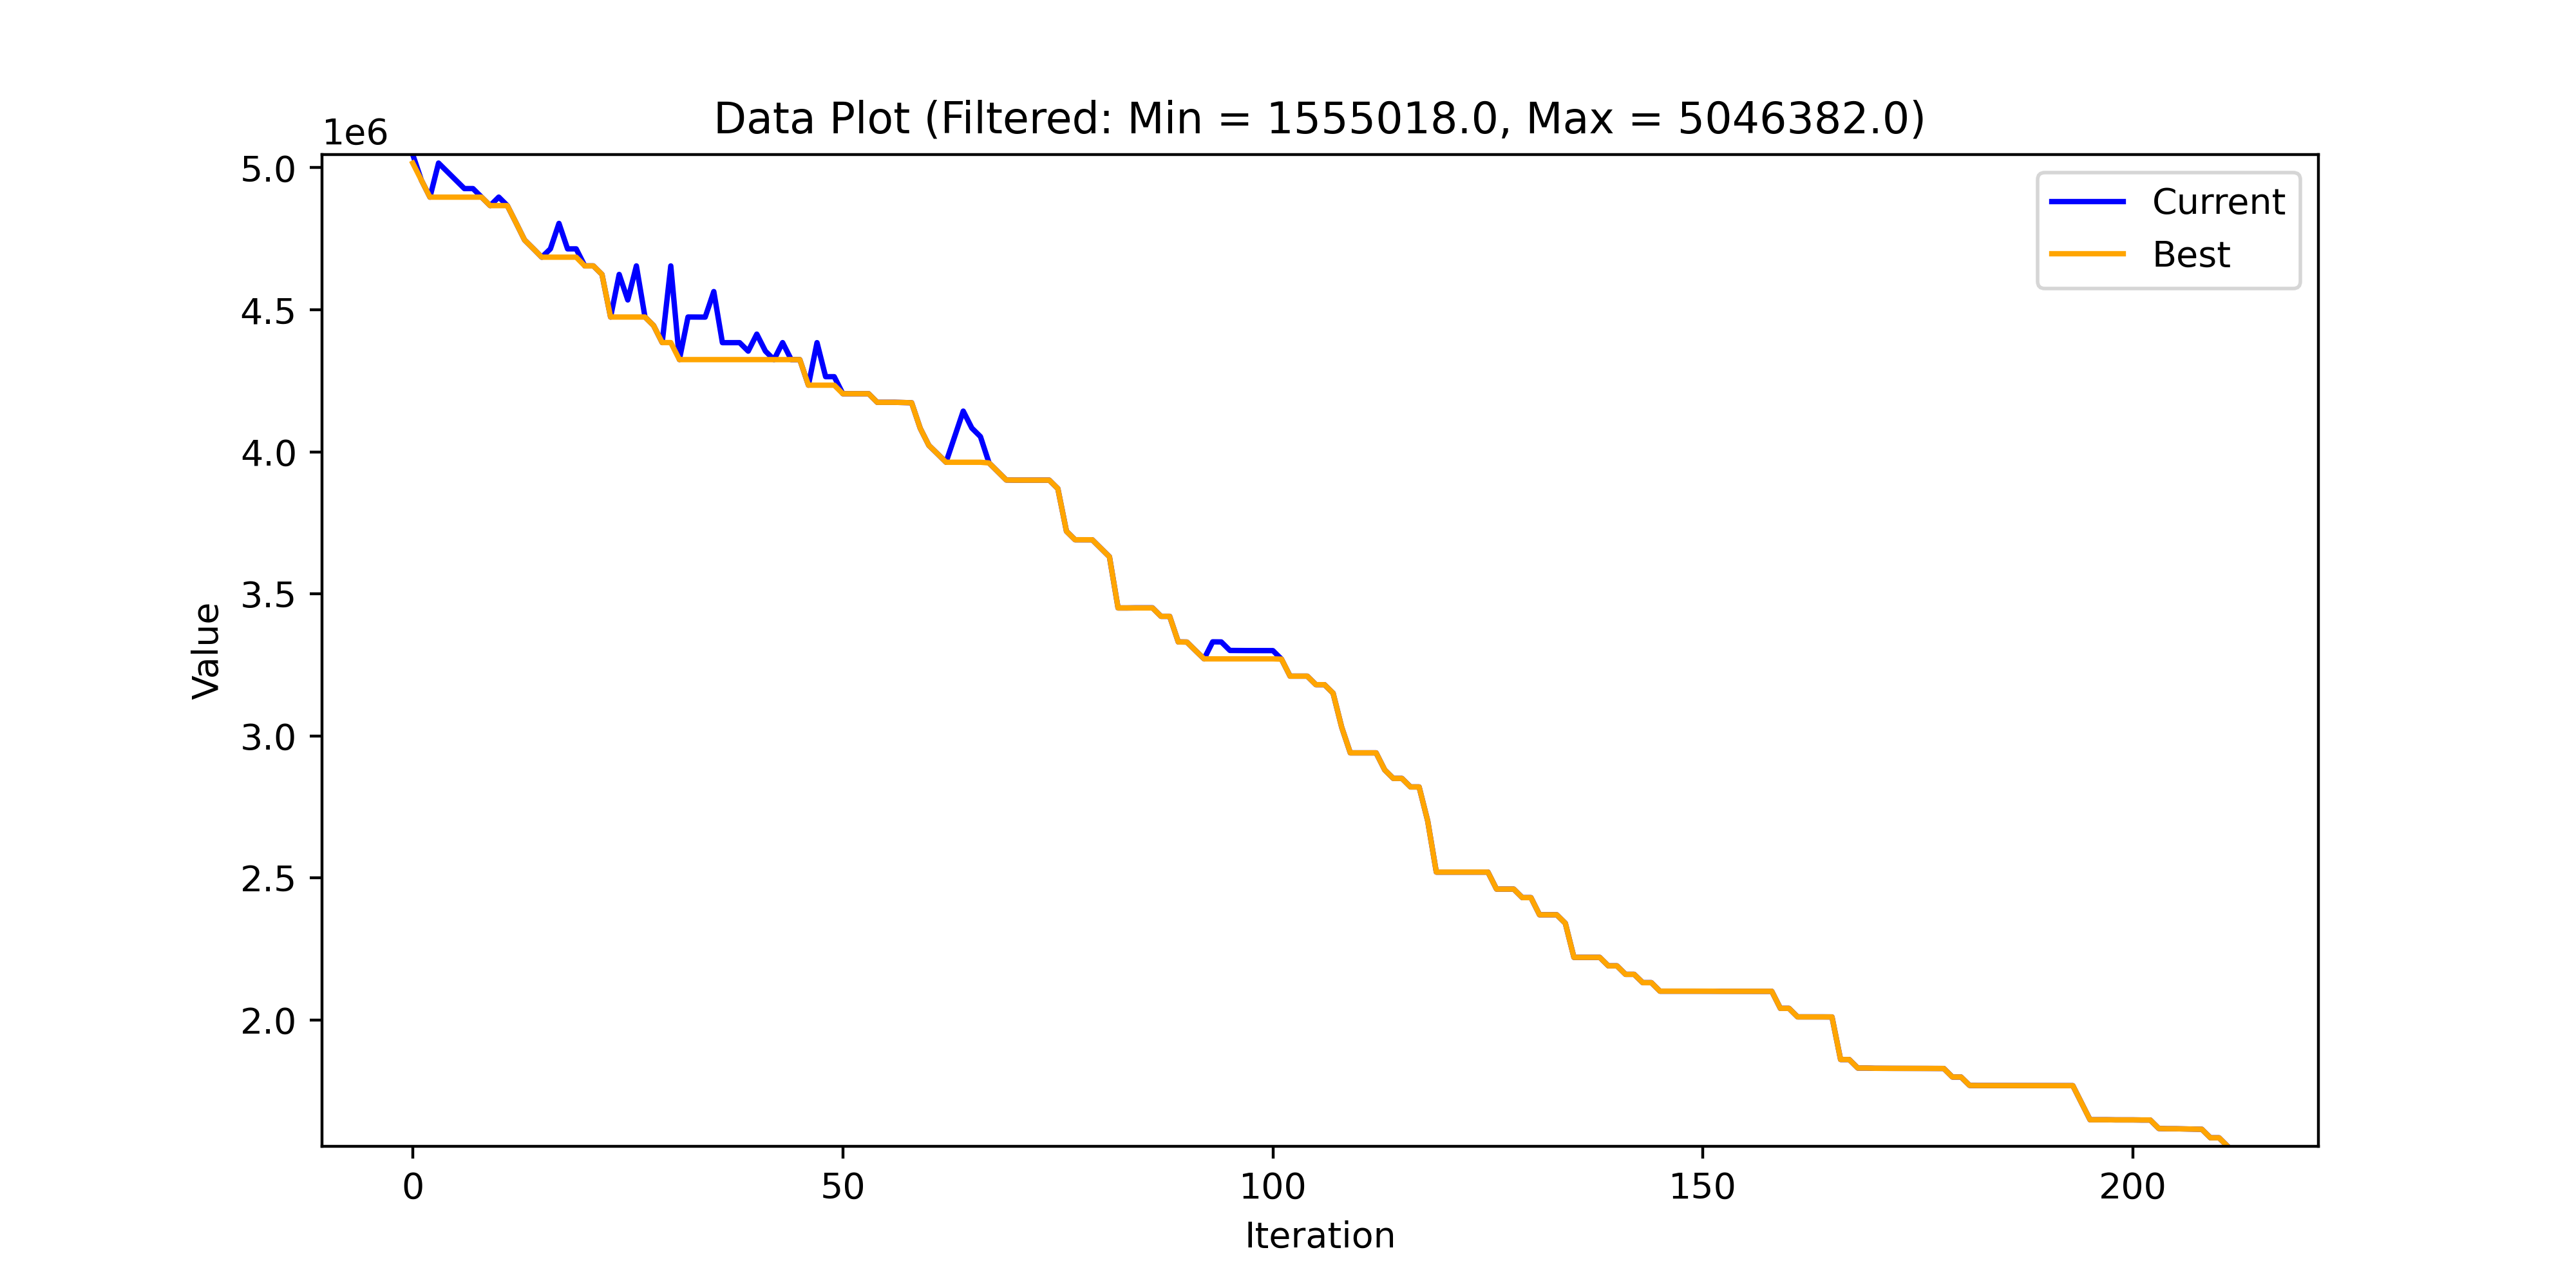 Data Plot (Filtered: Min = 1555018.0, Max = 5046382.0)
1e6
5.0
4.5
4.0
3.5
3.0
2.5
2.0
Value
Current
Best
0 50 100 150 200
Iteration